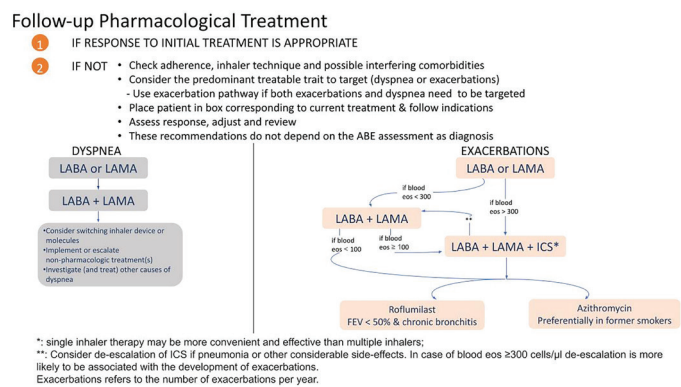 Follow-up Pharmacological Treatment
1 IF RESPONSE TO INITIAL TREATMENT IS APPROPRIATE
2 IF NOT • Check adherence, inhaler technique and possible interfering comorbidities
• Consider the predominant treatable trait to target (dyspnea or exacerbations)
- Use exacerbation pathway if both exacerbations and dyspnea need to be targeted
• Place patient in box corresponding to current treatment & follow indications
• Assess response, adjust and review
• These recommendations do not depend on the ABE assessment as diagnosis
DYSPNEA
LABA or LAMA
LABA + LAMA
•Consider switching inhaler device or
molecules
•Implement or escalate
non-pharmacologic treatment(s)
•Investigate (and treat) other causes of
dyspnea
EXACERBATIONS
LABA or LAMA
if blood
eos < 300
if blood
eos > 300
LABA + LAMA
**
if blood
eos < 100
if blood
eos ≥ 100
LABA + LAMA + ICS*
Roflumilast
FEV < 50% & chronic bronchitis
Azithromycin
Preferentially in former smokers
*: single inhaler therapy may be more convenient and effective than multiple inhalers;
**: Consider de-escalation of ICS if pneumonia or other considerable side-effects. In case of blood eos ≥300 cells/µl de-escalation is more
likely to be associated with the development of exacerbations.
Exacerbations refers to the number of exacerbations per year.